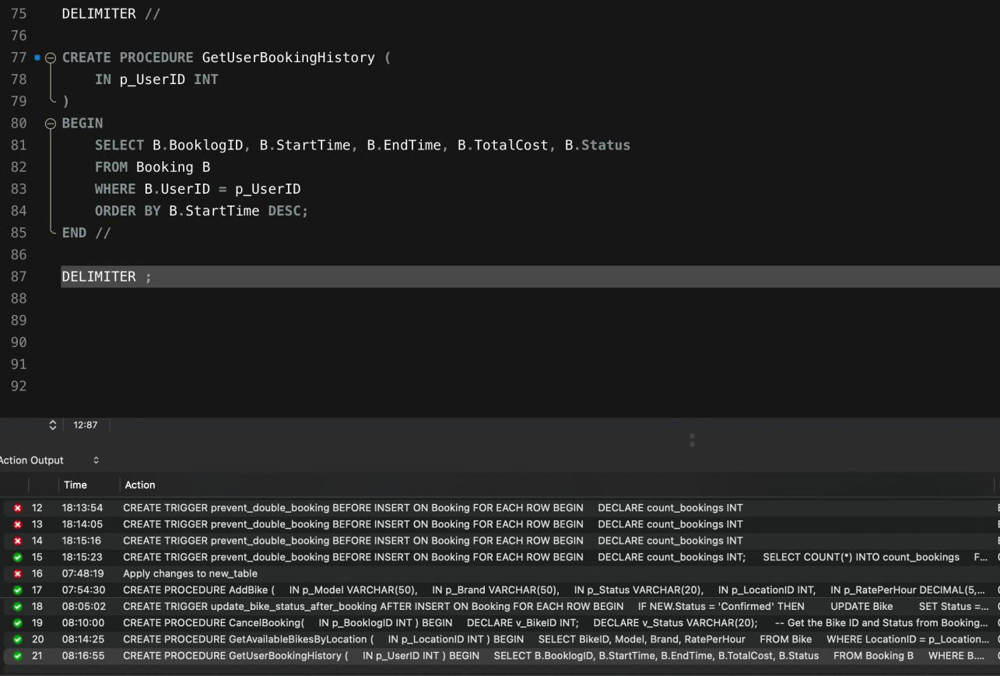 75 DELIMITER //
76
77 CREATE PROCEDURE GetUserBookingHistory (
78 IN p_UserID INT
79 )
80 BEGIN
81 SELECT B.BooklogID, B.StartTime, B.EndTime, B.TotalCost, B.Status
82 FROM Booking B
83 WHERE B.UserID = p_UserID
84 ORDER BY B.StartTime DESC;
85 END //
86
87 DELIMITER ;
88
89
90
91
92
12:87
Action Output
Time Action
12 18:13:54 CREATE TRIGGER prevent_double_booking BEFORE INSERT ON Booking FOR EACH ROW BEGIN DECLARE count_bookings INT
13 18:14:05 CREATE TRIGGER prevent_double_booking BEFORE INSERT ON Booking FOR EACH ROW BEGIN DECLARE count_bookings INT
14 18:15:16 CREATE TRIGGER prevent_double_booking BEFORE INSERT ON Booking FOR EACH ROW BEGIN DECLARE count_bookings INT
15 18:15:23 CREATE TRIGGER prevent_double_booking BEFORE INSERT ON Booking FOR EACH ROW BEGIN DECLARE count_bookings INT; SELECT COUNT(*) INTO count_bookings F...
16 07:48:19 Apply changes to new_table
17 07:54:30 CREATE PROCEDURE AddBike ( IN p_Model VARCHAR(50), IN p_Brand VARCHAR(50), IN p_Status VARCHAR(20), IN p_LocationID INT, IN p_RatePerHour DECIMAL(5,...
18 08:05:02 CREATE TRIGGER update_bike_status_after_booking AFTER INSERT ON Booking FOR EACH ROW BEGIN IF NEW.Status = 'Confirmed' THEN UPDATE Bike SET Status =...
19 08:10:00 CREATE PROCEDURE CancelBooking( IN p_BooklogID INT ) BEGIN DECLARE v_BikeID INT; DECLARE v_Status VARCHAR(20); -- Get the Bike ID and Status from Booking...
20 08:14:25 CREATE PROCEDURE GetAvailableBikesByLocation ( IN p_LocationID INT ) BEGIN SELECT BikeID, Model, Brand, RatePerHour FROM Bike WHERE LocationID = p_Location...
21 08:16:55 CREATE PROCEDURE GetUserBookingHistory ( IN p_UserID INT ) BEGIN SELECT B.BooklogID, B.StartTime, B.EndTime, B.TotalCost, B.Status FROM Booking B WHERE B....